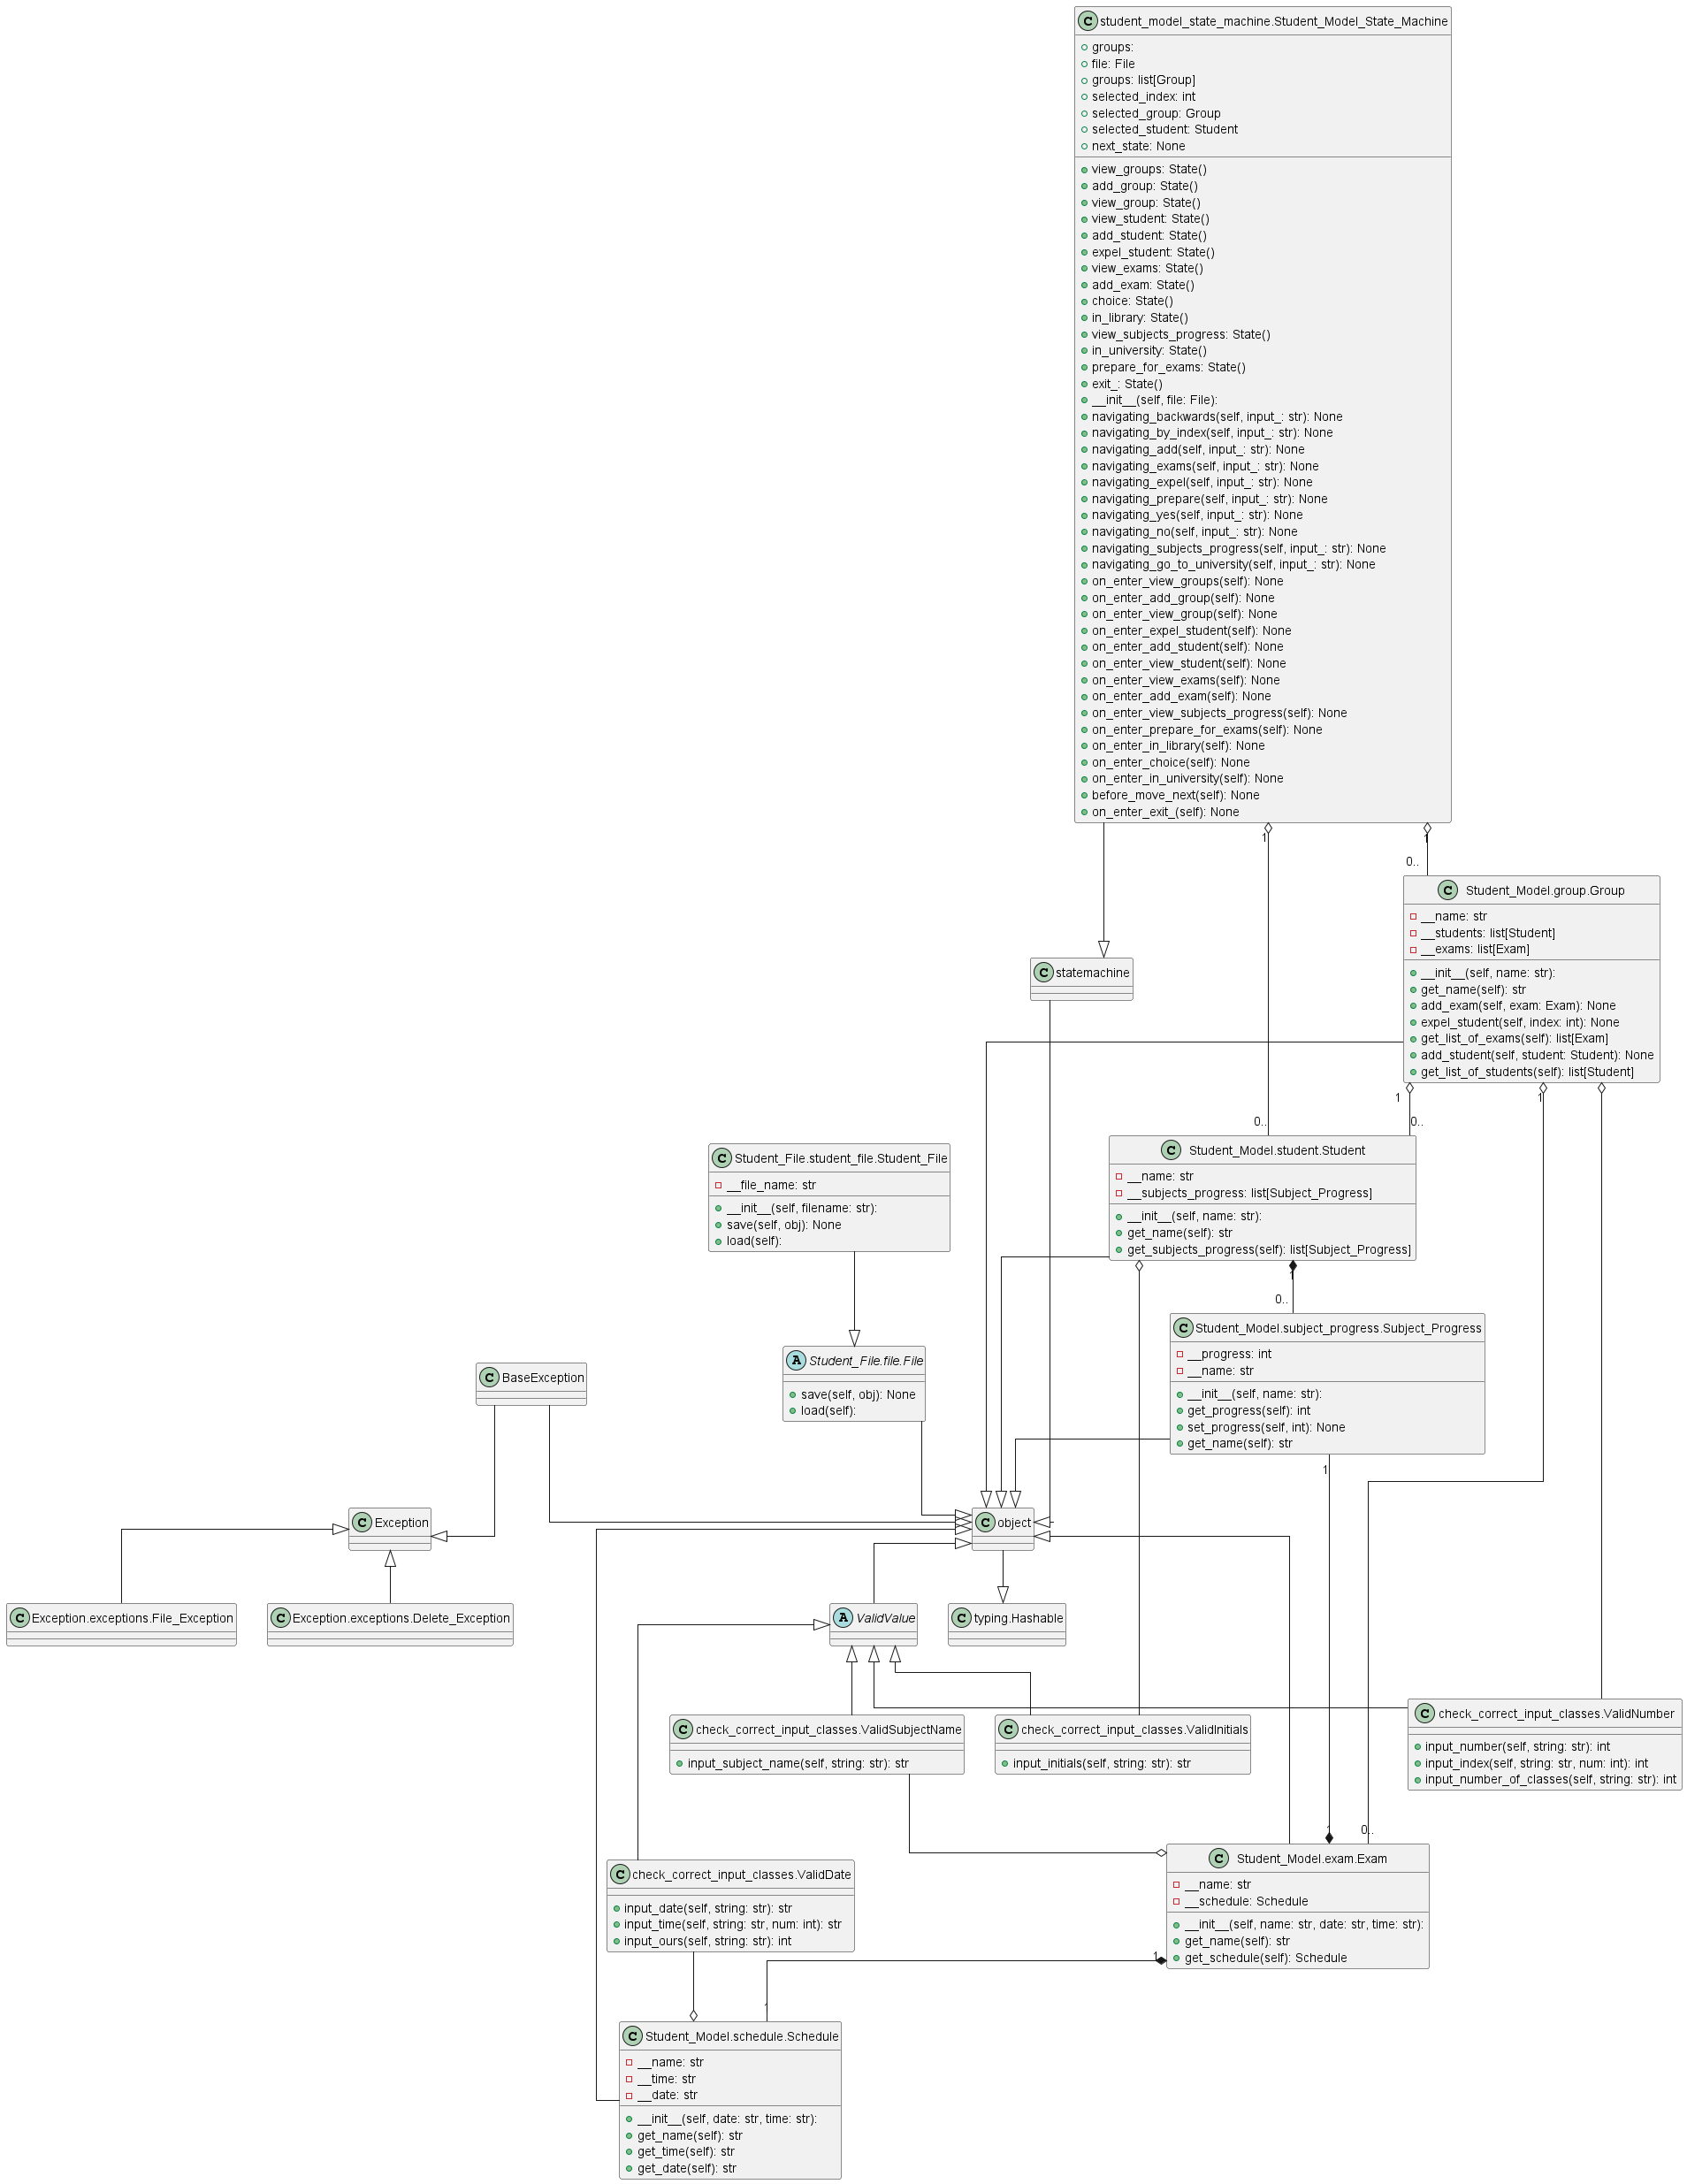 C student_model_state_machine.Student_Model_State_Machine
groups:
file: File
groups: list[Group]
selected_index: int
selected_group: Group
selected_student: Student
next_state: None
view_groups: State()
add_group: State()
view_group: State()
view_student: State()
add_student: State()
expel_student: State()
view_exams: State()
add_exam: State()
choice: State()
in_library: State()
view_subjects_progress: State()
in_university: State()
prepare_for_exams: State()
exit_: State()
__init__(self, file: File):
navigating_backwards(self, input_: str): None
navigating_by_index(self, input_: str): None
navigating_add(self, input_: str): None
navigating_exams(self, input_: str): None
navigating_expel(self, input_: str): None
navigating_prepare(self, input_: str): None
navigating_yes(self, input_: str): None
navigating_no(self, input_: str): None
navigating_subjects_progress(self, input_: str): None
navigating_go_to_university(self, input_: str): None
on_enter_view_groups(self): None
on_enter_add_group(self): None
on_enter_view_group(self): None
on_enter_expel_student(self): None
on_enter_add_student(self): None
on_enter_view_student(self): None
on_enter_view_exams(self): None
on_enter_add_exam(self): None
on_enter_view_subjects_progress(self): None
on_enter_prepare_for_exams(self): None
on_enter_in_library(self): None
on_enter_choice(self): None
on_enter_in_university(self): None
before_move_next(self): None
on_enter_exit_(self): None
1
1
0..
C Student_Model.group.Group
__name: str
__students: list[Student]
__exams: list[Exam]
__init__(self, name: str):
get_name(self): str
add_exam(self, exam: Exam): None
expel_student(self, index: int): None
get_list_of_exams(self): list[Exam]
add_student(self, student: Student): None
get_list_of_students(self): list[Student]
C statemachine
1
1
0..
0..
C Student_File.student_file.Student_File
__file_name: str
__init__(self, filename: str):
save(self, obj): None
load(self):
C Student_Model.student.Student
__name: str
__subjects_progress: list[Subject_Progress]
__init__(self, name: str):
get_name(self): str
get_subjects_progress(self): list[Subject_Progress]
1
0..
C Student_Model.subject_progress.Subject_Progress
__progress: int
__name: str
__init__(self, name: str):
get_progress(self): int
set_progress(self, int): None
get_name(self): str
1
A Student_File.file.File
save(self, obj): None
load(self):
C BaseException
C Exception
C object
C Exception.exceptions.File_Exception
C Exception.exceptions.Delete_Exception
A ValidValue
C typing.Hashable
C check_correct_input_classes.ValidSubjectName
input_subject_name(self, string: str): str
C check_correct_input_classes.ValidInitials
input_initials(self, string: str): str
C check_correct_input_classes.ValidNumber
input_number(self, string: str): int
input_index(self, string: str, num: int): int
input_number_of_classes(self, string: str): int
1
0..
C check_correct_input_classes.ValidDate
input_date(self, string: str): str
input_time(self, string: str, num: int): str
input_ours(self, string: str): int
C Student_Model.exam.Exam
__name: str
__schedule: Schedule
__init__(self, name: str, date: str, time: str):
get_name(self): str
get_schedule(self): Schedule
1
1
C Student_Model.schedule.Schedule
__name: str
__time: str
__date: str
__init__(self, date: str, time: str):
get_name(self): str
get_time(self): str
get_date(self): str